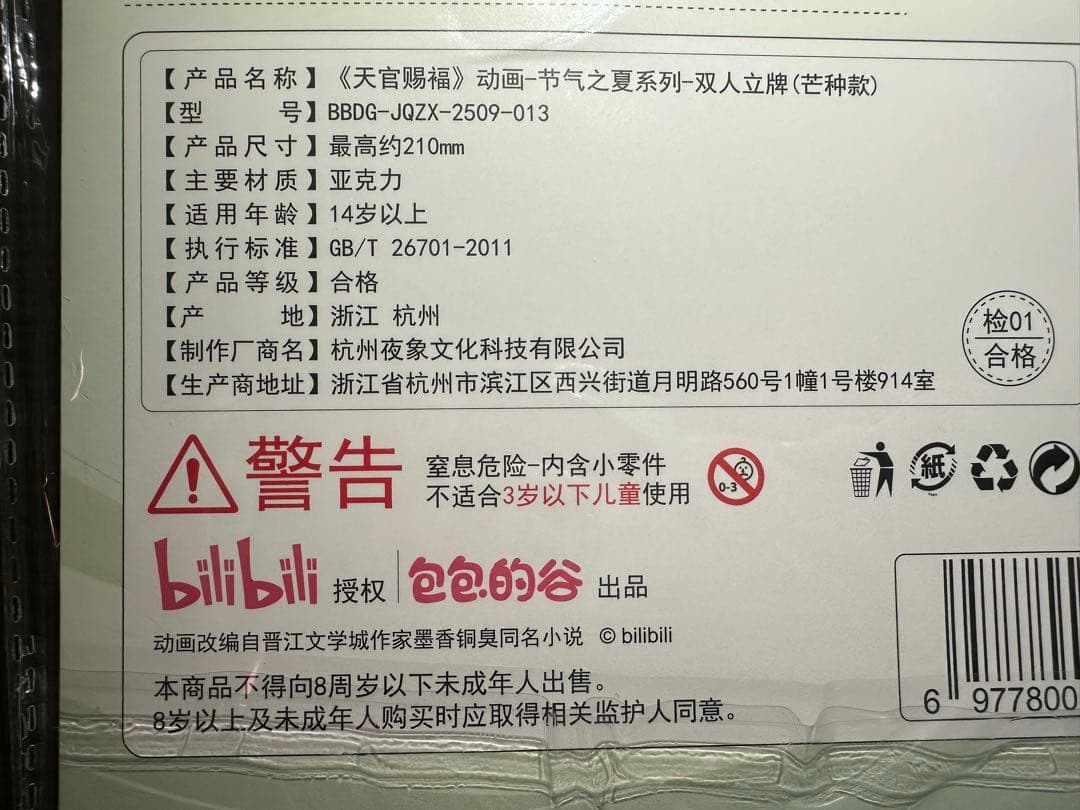 【产品名称】《天官赐福》动画-节气之夏系列-双人立牌(芒种款)
【型 号】BBDG-JQZX-2509-013
【产品尺寸】最高约210mm
【主要材质】亚克力
【适用年龄】14岁以上
【执行标准】GB/T 26701-2011
【产品等级】合格
【产 地】浙江 杭州
【制作厂商名】杭州夜象文化科技有限公司
【生产商地址】浙江省杭州市滨江区西兴街道月明路560号1幢1号楼914室
检01
合格
警告
窒息危险-内含小零件
不适合3岁以下儿童使用
0-3
紙
bilibili 授权 包包的谷 出品
动画改编自晋江文学城作家墨香铜臭同名小说 © bilibili
本商品不得向8周岁以下未成年人出售。
8岁以上及未成年人购买时应取得相关监护人同意。
6 977800